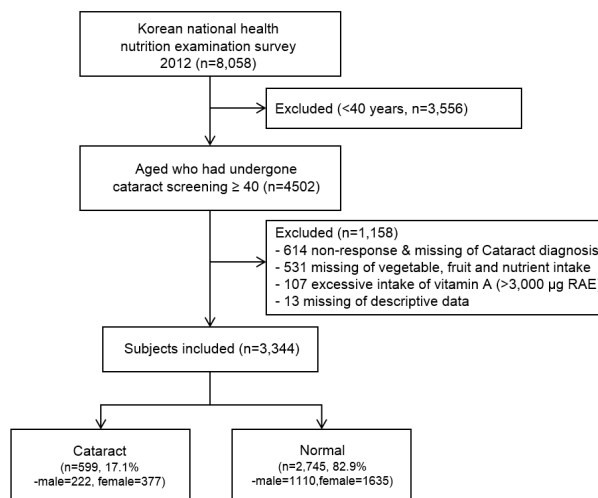 Korean national health
nutrition examination survey
2012 (n=8,058)
Excluded (<40 years, n=3,556)
Aged who had undergone
cataract screening ≥ 40 (n=4502)
Excluded (n=1,158)
- 614 non-response & missing of Cataract diagnosis
- 531 missing of vegetable, fruit and nutrient intake
- 107 excessive intake of vitamin A (>3,000 µg RAE)
- 13 missing of descriptive data
Subjects included (n=3,344)
Cataract
(n=599, 17.1%
-male=222, female=377)
Normal
(n=2,745, 82.9%
-male=1110,female=1635)